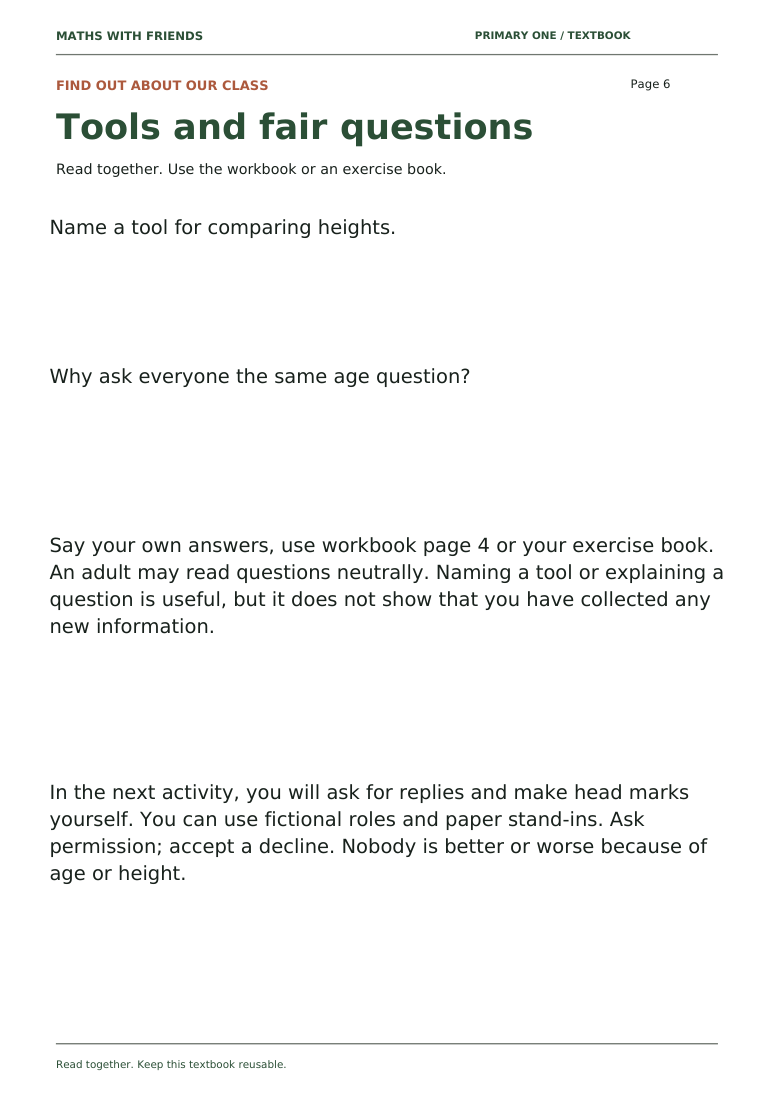 MATHS WITH FRIENDS
PRIMARY ONE / TEXTBOOK
FIND OUT ABOUT OUR CLASS
Page 6
Tools and fair questions
Read together. Use the workbook or an exercise book.
Name a tool for comparing heights.
Why ask everyone the same age question?
Say your own answers, use workbook page 4 or your exercise book.
An adult may read questions neutrally. Naming a tool or explaining a
question is useful, but it does not show that you have collected any
new information.
In the next activity, you will ask for replies and make head marks
yourself. You can use fictional roles and paper stand-ins. Ask
permission; accept a decline. Nobody is better or worse because of
age or height.
Read together. Keep this textbook reusable.